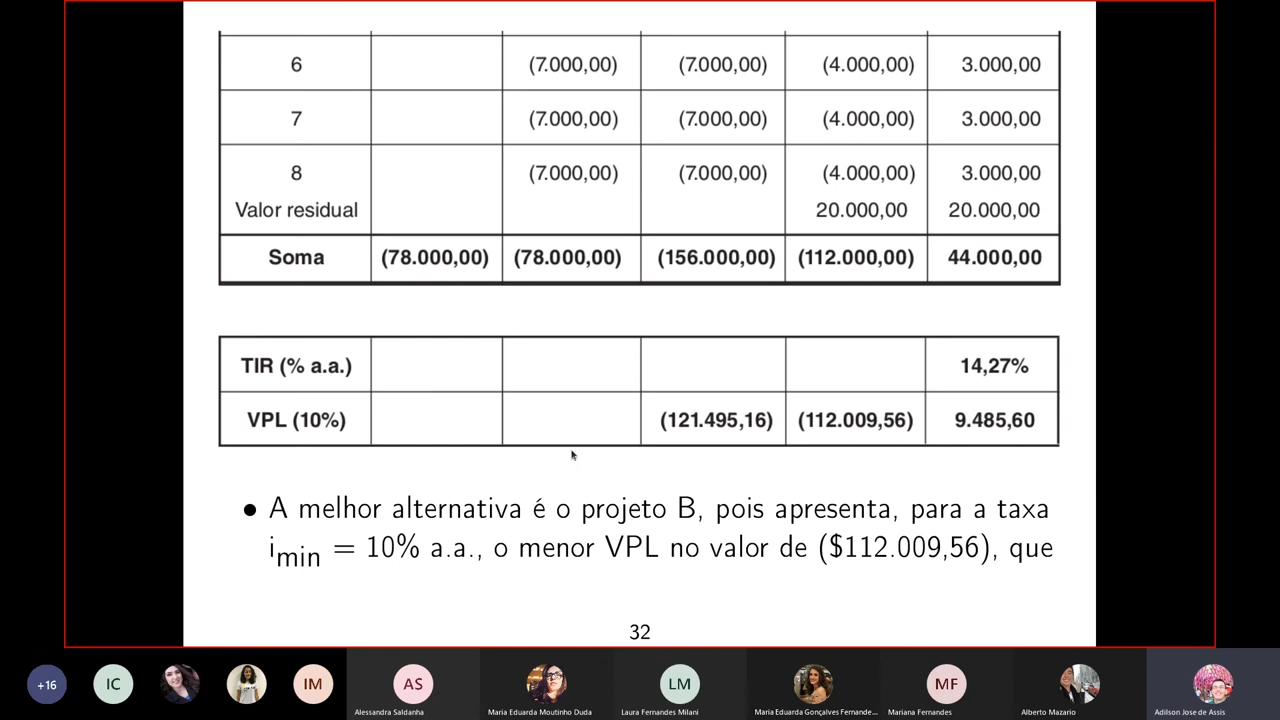 6 (7.000,00) (7.000,00) (4.000,00) 3.000,00
7 (7.000,00) (7.000,00) (4.000,00) 3.000,00
8 (7.000,00) (7.000,00) (4.000,00) 3.000,00
Valor residual 20.000,00 20.000,00
Soma (78.000,00) (78.000,00) (156.000,00) (112.000,00) 44.000,00
TIR (% a.a.) 14,27%
VPL (10%) (121.495,16) (112.009,56) 9.485,60
• A melhor alternativa é o projeto B, pois apresenta, para a taxa
imin = 10% a.a., o menor VPL no valor de ($112.009,56), que
32
+16 IC IM AS LM MF
Alessandra Saldanha Maria Eduarda Moutinho Duda Laura Fernandes Milani Maria Eduarda Gonçalves Fernande... Mariana Fernandes Alberto Mazario Adilson Jose de Assis